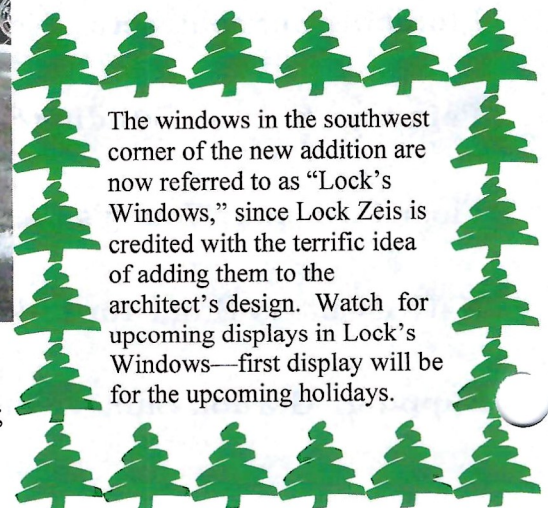 The windows in the southwest
corner of the new addition are
now referred to as “Lock’s
Windows,” since Lock Zeis is
credited with the terrific idea
of adding them to the
architect’s design.  Watch for
upcoming displays in Lock’s
Windows—first display will be
for the upcoming holidays.